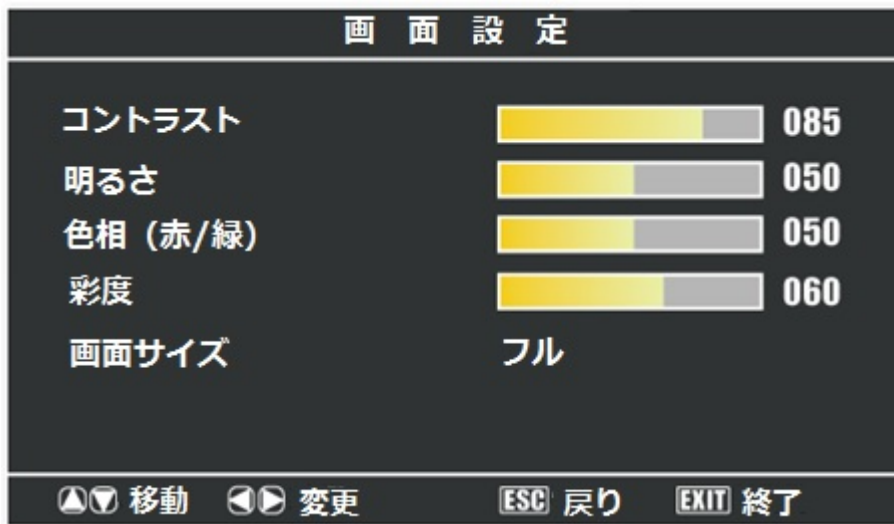 画面設定
コントラスト 085
明るさ 050
色相（赤/緑） 050
彩度 060
画面サイズ フル
移動 変更 ESC 戻り EXIT 終了